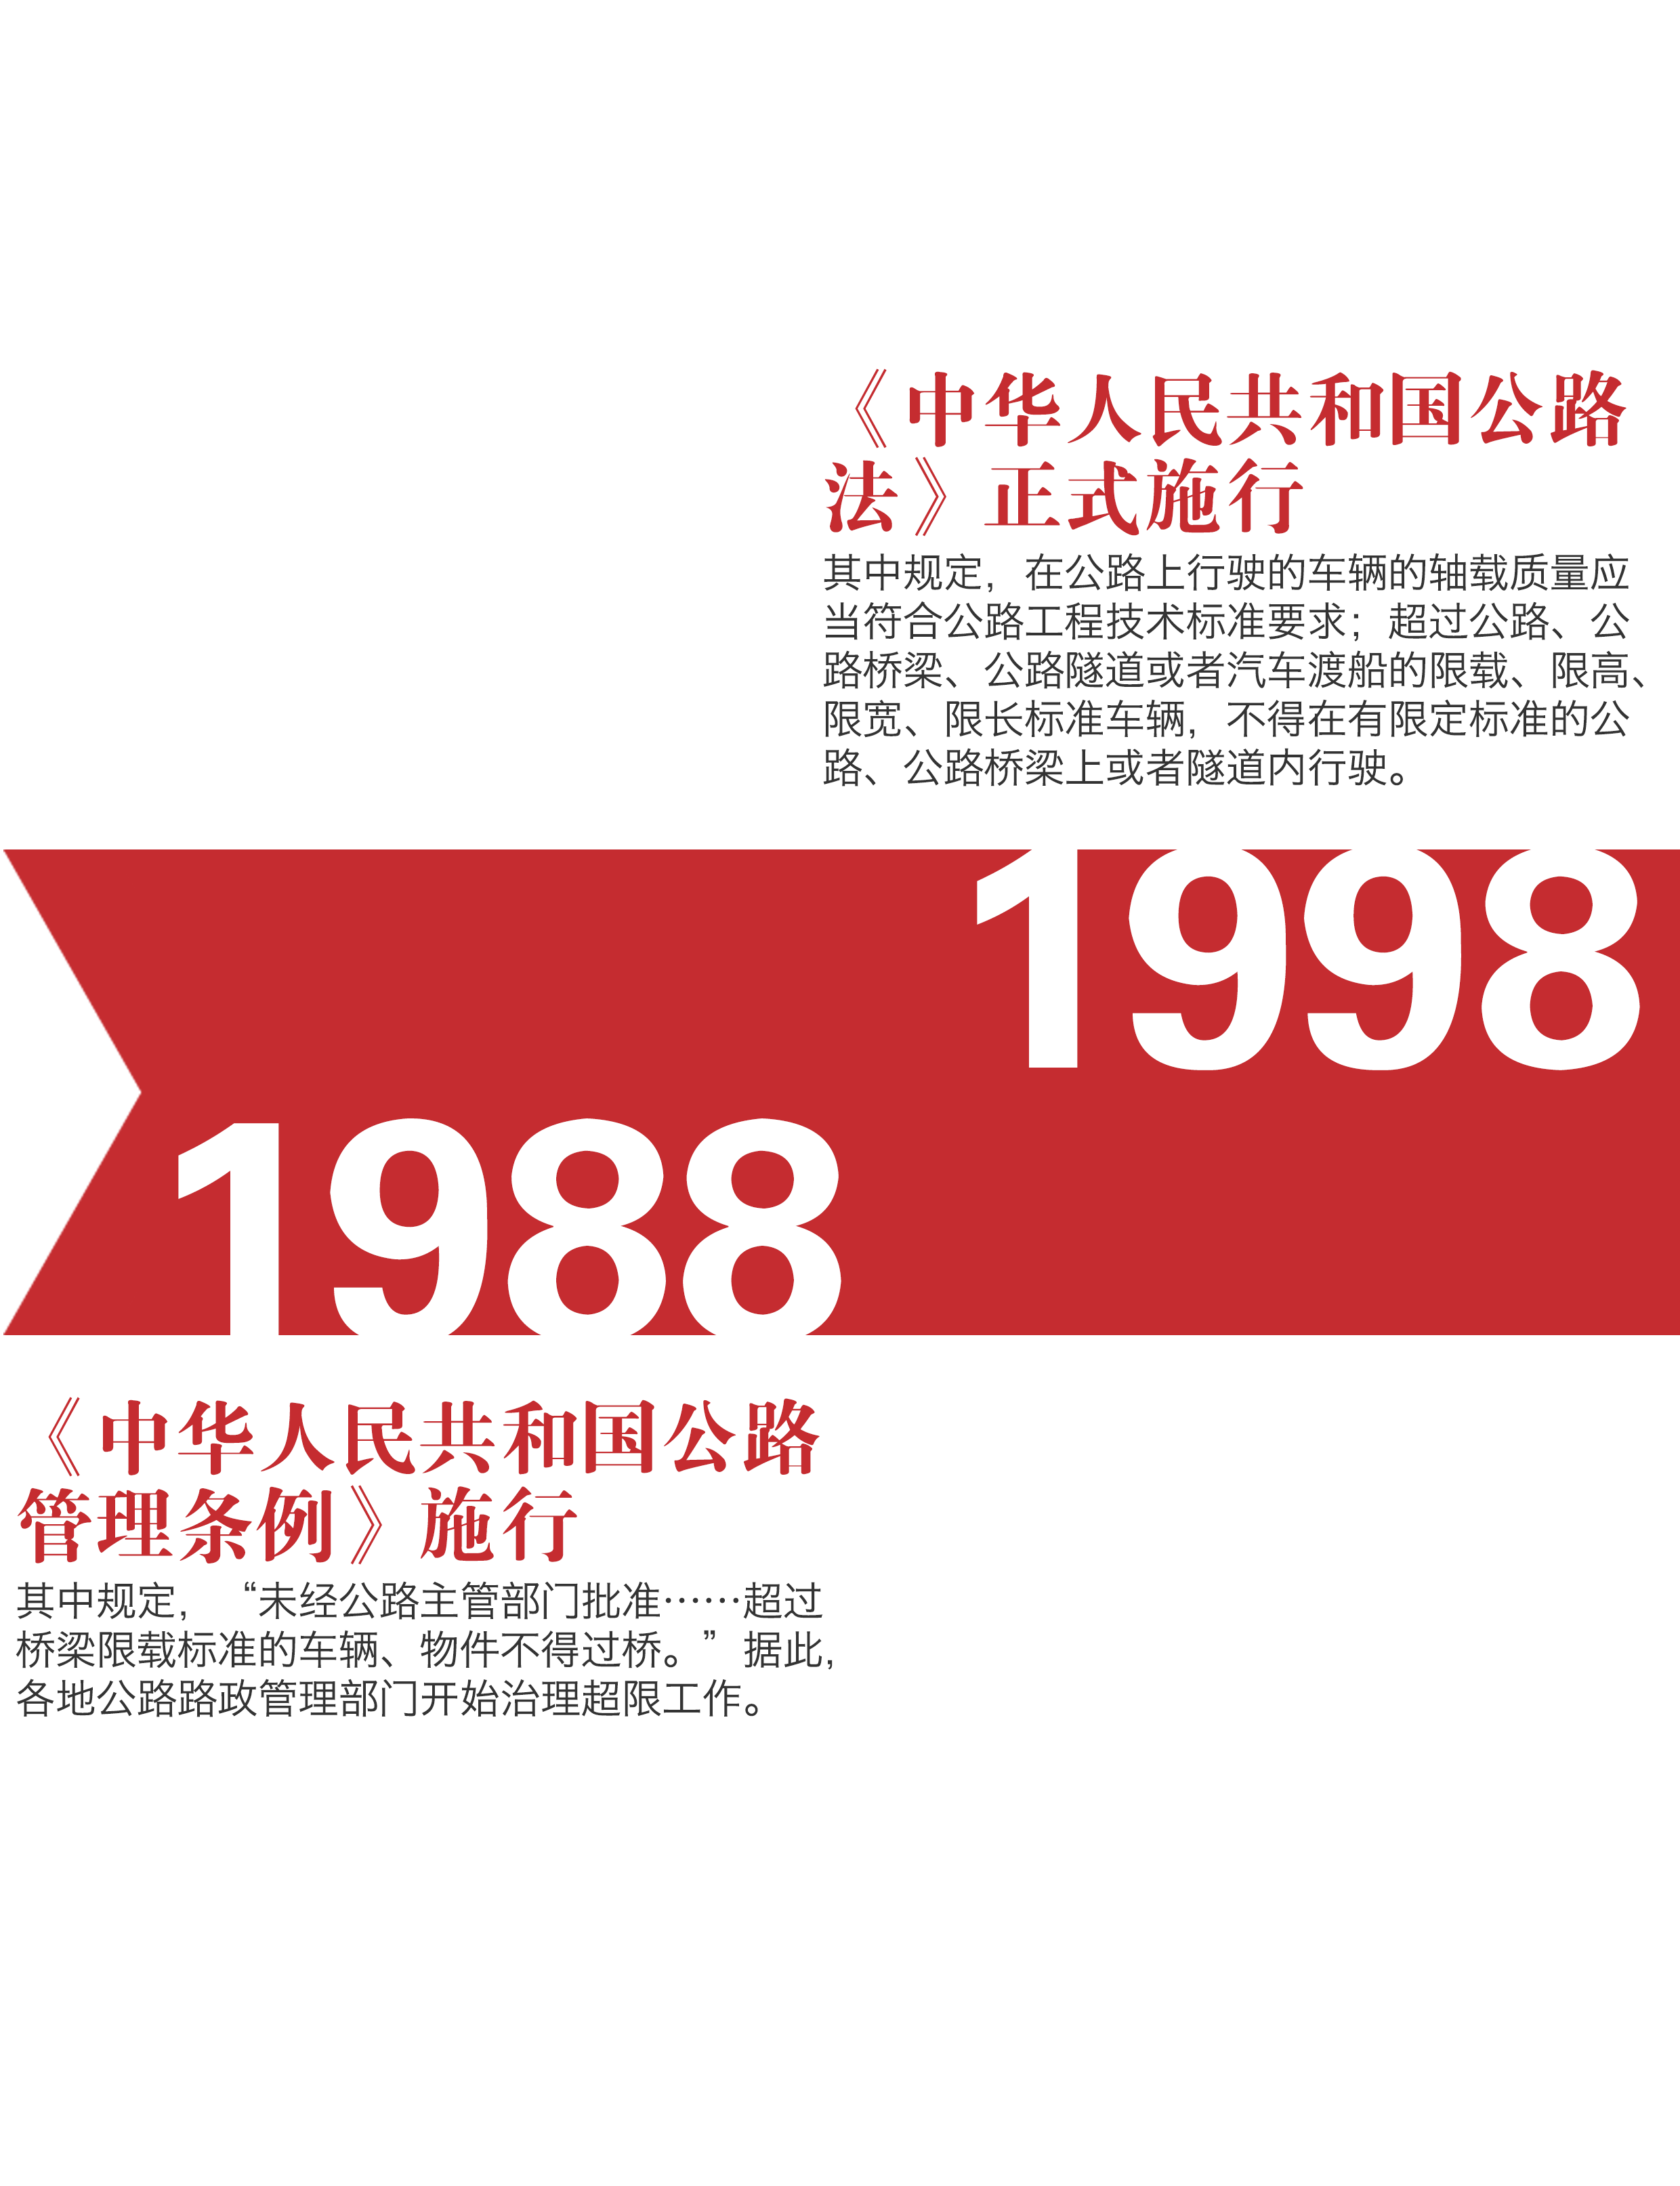 《中华人民共和国公路
法》正式施行
其中规定，在公路上行驶的车辆的轴载质量应
当符合公路工程技术标准要求；超过公路、公
路桥梁、公路隧道或者汽车渡船的限载、限高、
限宽、限长标准车辆，不得在有限定标准的公
路、公路桥梁上或者隧道内行驶。
1998
1988
《中华人民共和国公路
管理条例》施行
其中规定，“未经公路主管部门批准……超过
桥梁限载标准的车辆、物件不得过桥。”据此，
各地公路路政管理部门开始治理超限工作。